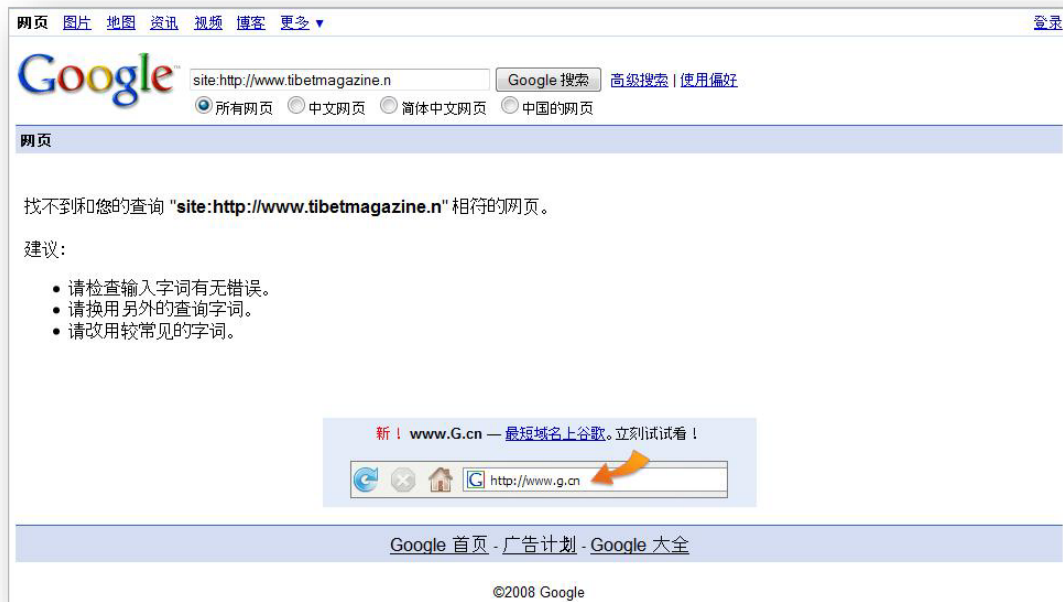 网页 图片 地图 资讯 视频 博客 更多 ▼ 登录
Google™ site:http://www.tibetmagazine.n Google 搜索 高级搜索 | 使用偏好
所有网页 中文网页 简体中文网页 中国的网页
网页
找不到和您的查询 "site:http://www.tibetmagazine.n" 相符的网页。
建议：
• 请检查输入字词有无错误。
• 请换用另外的查询字词。
• 请改用较常见的字词。
新！ www.G.cn — 最短域名上谷歌。立刻试试看！
G http://www.g.cn
Google 首页 - 广告计划 - Google 大全
©2008 Google